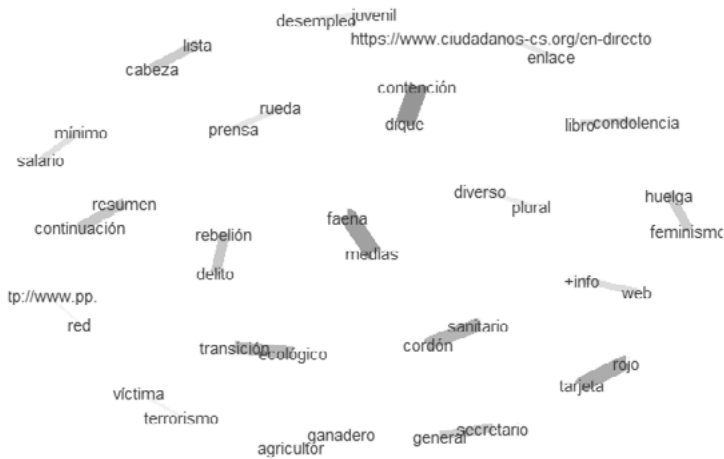 desempleo juvenil
https://www.ciudadanos-cs.org/en-directo
lista
enlace
cabeza
contención
rueda
prensa
dique
libro condolencia
mínimo
salario
diverso
huelga
resumen
plural
faena
continuación
rebelión
feminismo
medias
delito
+info
web
tp://www.pp.
red
sanitario
transición
ecológico
cordón
rojo
tarjeta
víctima
terrorismo
ganadero
general
secretario
agricultor